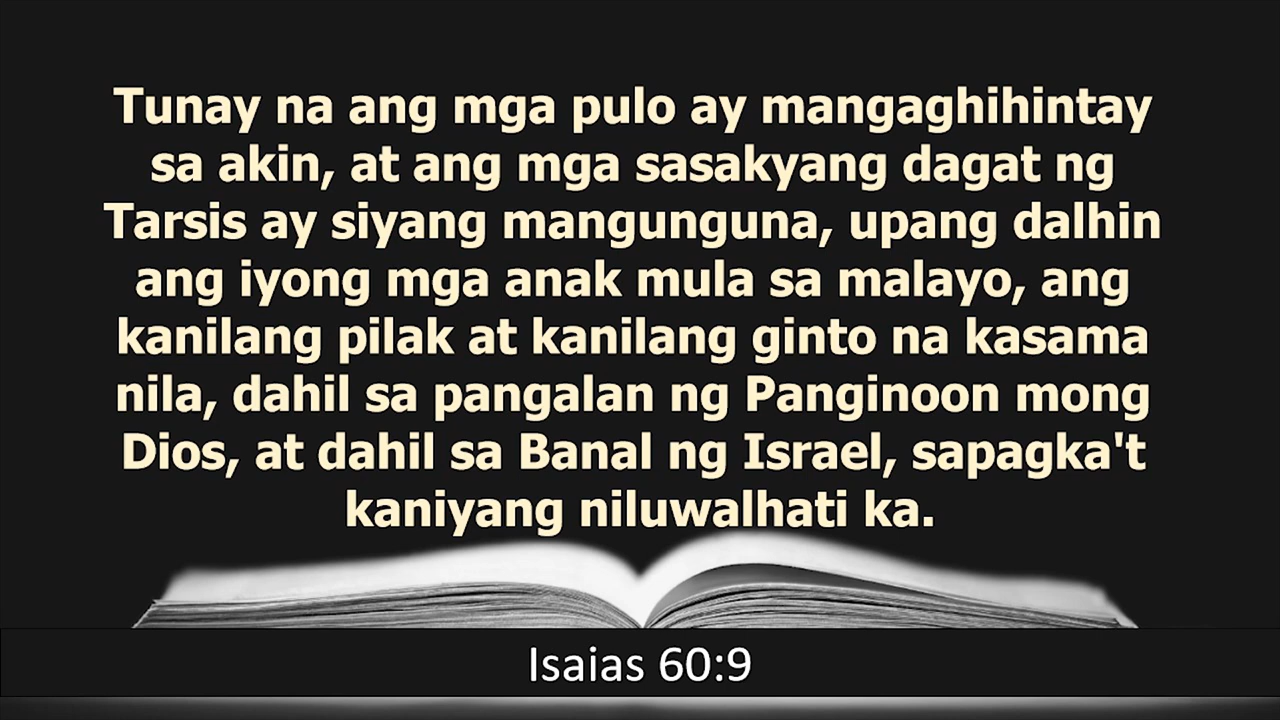 Tunay na ang mga pulo ay mangaghihintay
sa akin, at ang mga sasakyang dagat ng
Tarsis ay siyang mangunguna, upang dalhin
ang iyong mga anak mula sa malayo, ang
kanilang pilak at kanilang ginto na kasama
nila, dahil sa pangalan ng Panginoon mong
Dios, at dahil sa Banal ng Israel, sapagka't
kaniyang niluwalhati ka.
Isaias 60:9